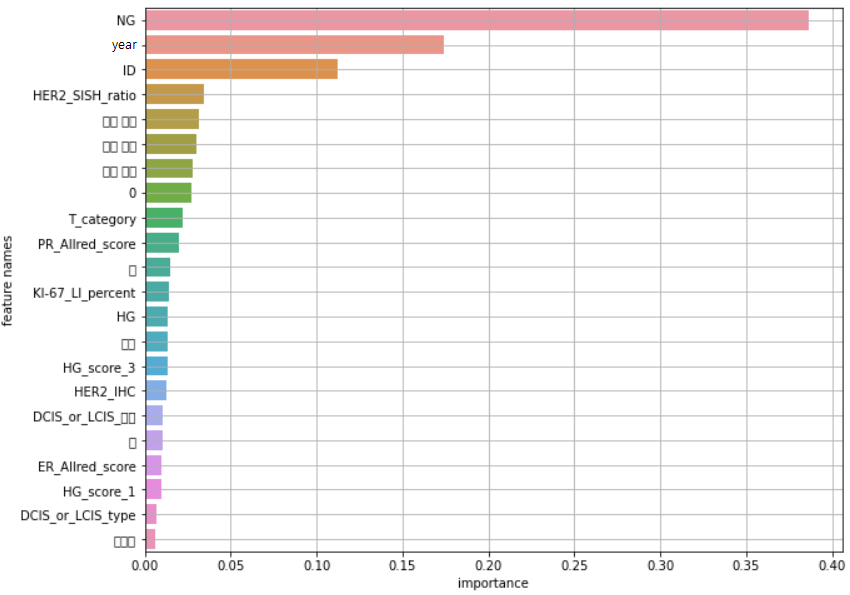 NG
year
ID
HER2_SISH_ratio
0
T_category
PR_Allred_score
KI-67_LI_percent
HG
HG_score_3
HER2_IHC
DCIS_or_LCIS_
ER_Allred_score
HG_score_1
DCIS_or_LCIS_type
feature names
0.00 0.05 0.10 0.15 0.20 0.25 0.30 0.35 0.40
importance